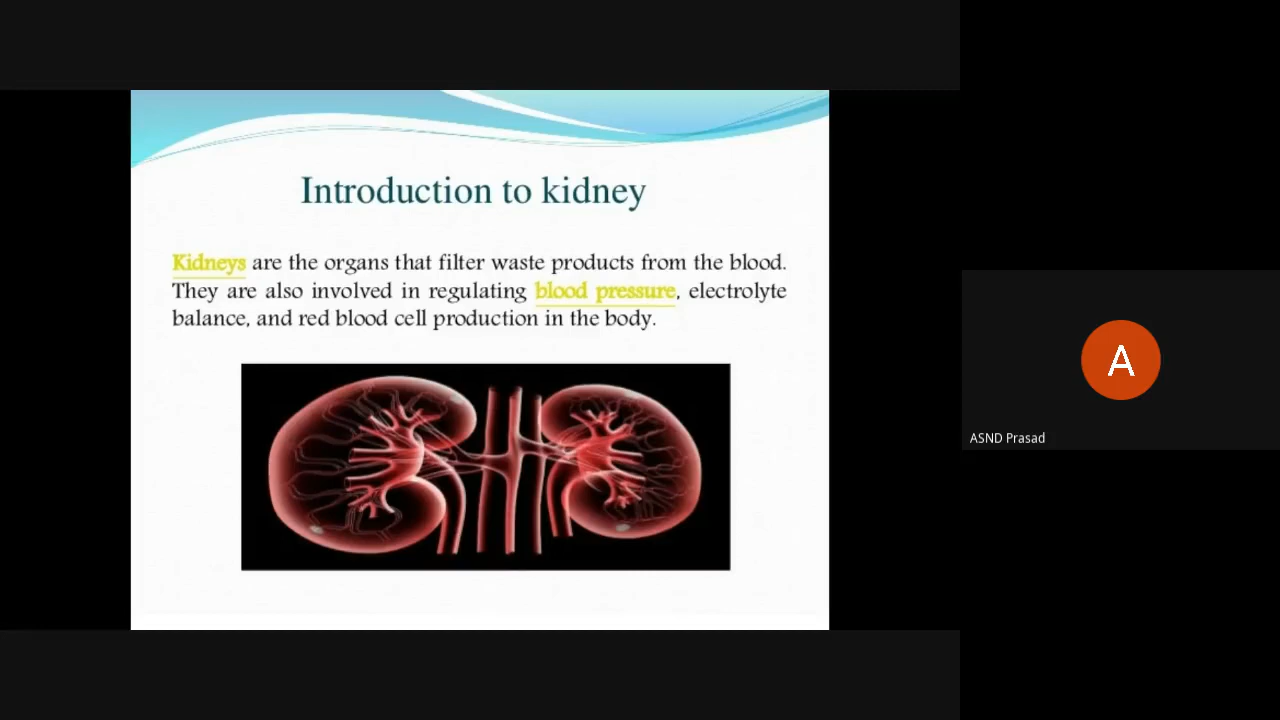 Introduction to kidney
Kidneys are the organs that filter waste products from the blood.
They are also involved in regulating blood pressure, electrolyte
balance, and red blood cell production in the body.
A
ASND Prasad